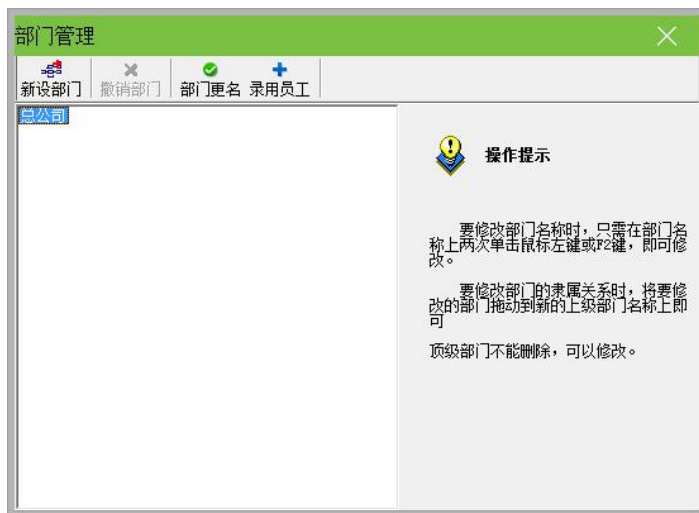 部门管理
新设部门 撤销部门 部门更名 录用员工
总公司
操作提示
要修改部门名称时，只需在部门名
称上两次单击鼠标左键或F2键，即可修
改。
要修改部门的隶属关系时，将要修
改的部门拖动到新的上级部门名称上即
可
顶级部门不能删除，可以修改。